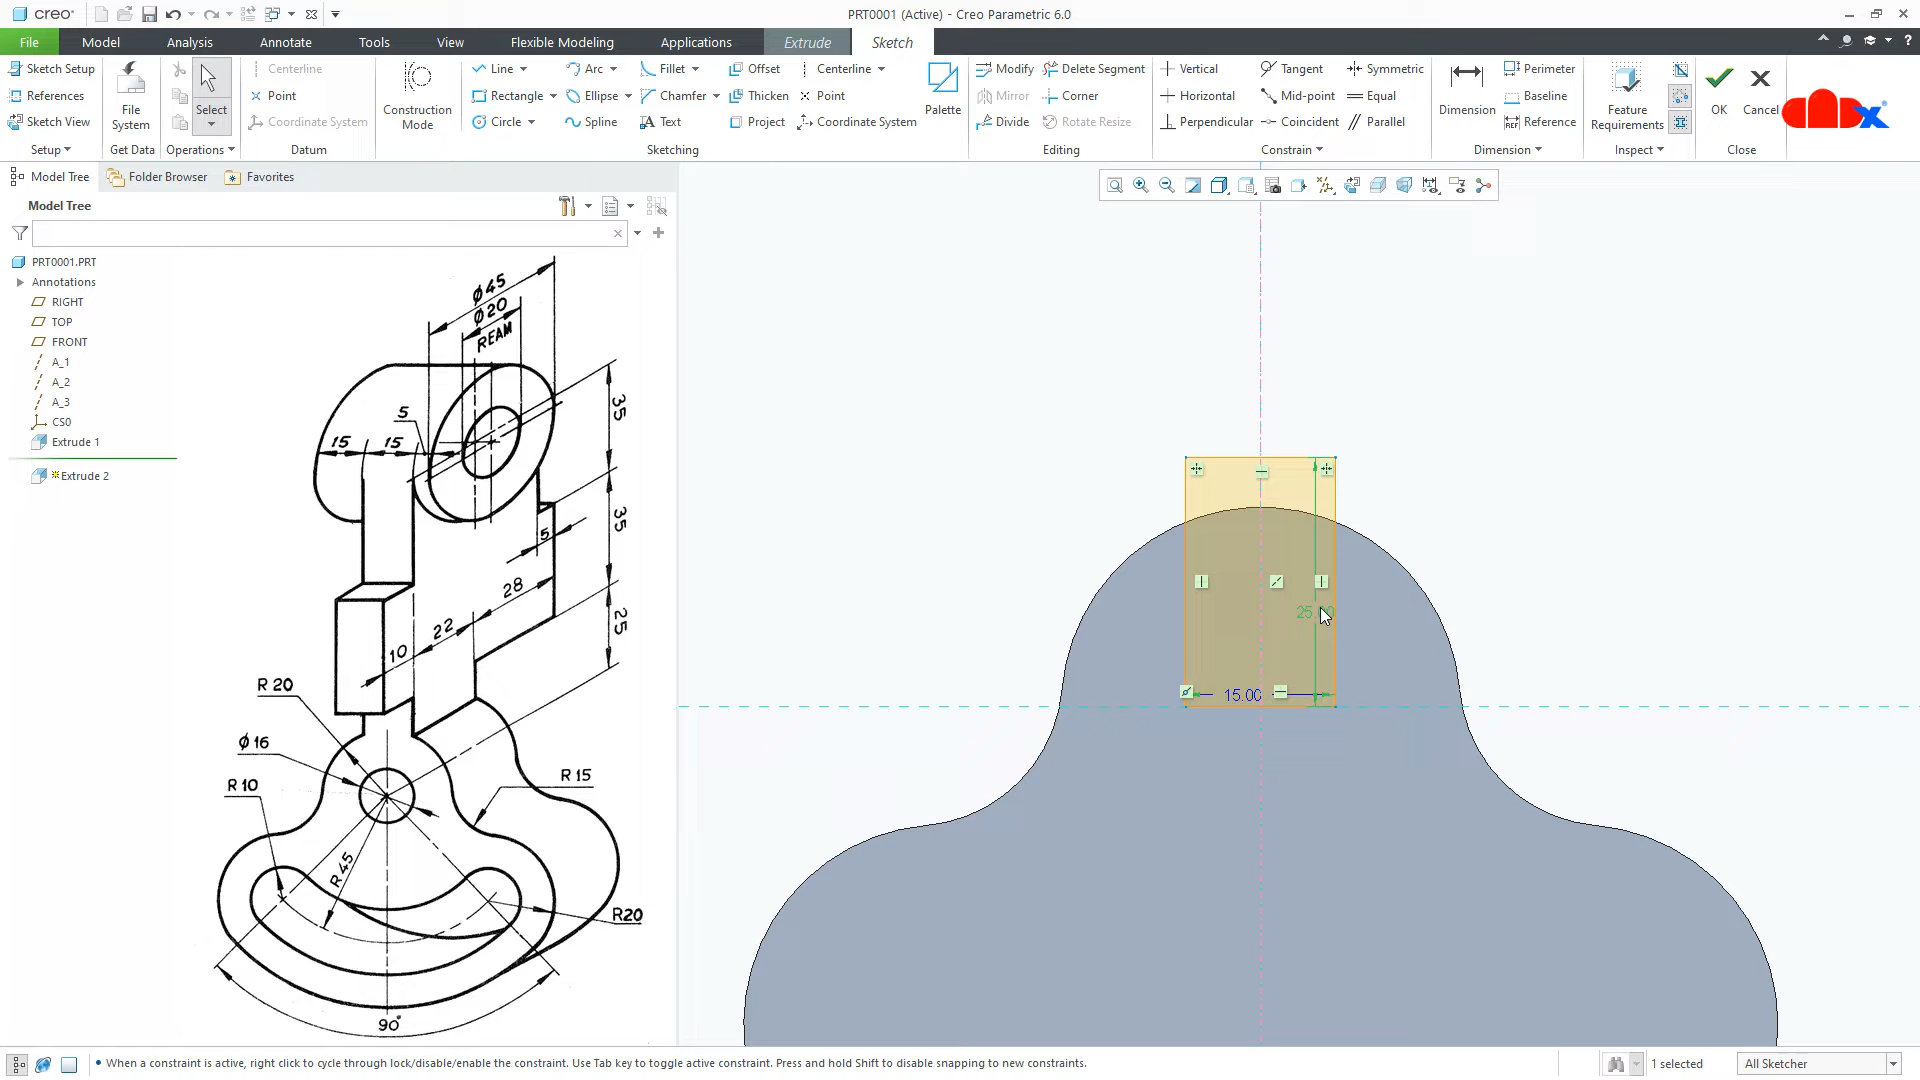 creo
PRT0001 (Active) - Creo Parametric 6.0
File Model Analysis Annotate Tools View Flexible Modeling Applications Extrude Sketch
Sketch Setup
References
Sketch View
Setup
File System
Get Data
Select
Operations
Centerline
Point
Coordinate System
Datum
Construction Mode
Line Arc Fillet Offset Centerline
Rectangle Ellipse Chamfer Thicken Point
Circle Spline Text Project Coordinate System
Palette
Sketching
Modify Delete Segment
Mirror Corner
Divide Rotate Resize
Editing
Vertical Tangent Symmetric
Horizontal Mid-point Equal
Perpendicular Coincident Parallel
Constrain
Dimension
Perimeter
Baseline
Reference
Dimension
Feature Requirements
Inspect
OK Cancel
Close
Model Tree Folder Browser Favorites
Model Tree
PRT0001.PRT
Annotations
RIGHT
TOP
FRONT
A_1
A_2
A_3
CS0
Extrude 1
Extrude 2
ϕ45
ϕ20
REAM
35
5
15 15
35
5
28
25
22
10
R 20
ϕ 16
R 15
R 10
R 45
R20
90°
15.00
When a constraint is active, right click to cycle through lock/disable/enable the constraint. Use Tab key to toggle active constraint. Press and hold Shift to disable snapping to new constraints.
1 selected
All Sketcher